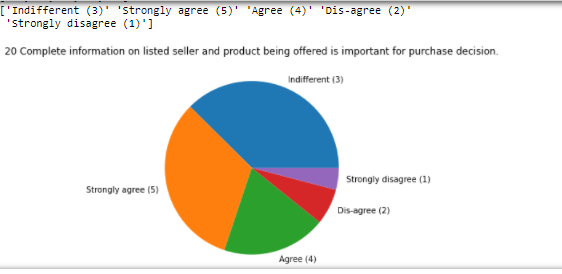 ['Indifferent (3)' 'Strongly agree (5)' 'Agree (4)' 'Dis-agree (2)'
'Strongly disagree (1)']
20 Complete information on listed seller and product being offered is important for purchase decision.
Indifferent (3)
Strongly disagree (1)
Strongly agree (5)
Dis-agree (2)
Agree (4)